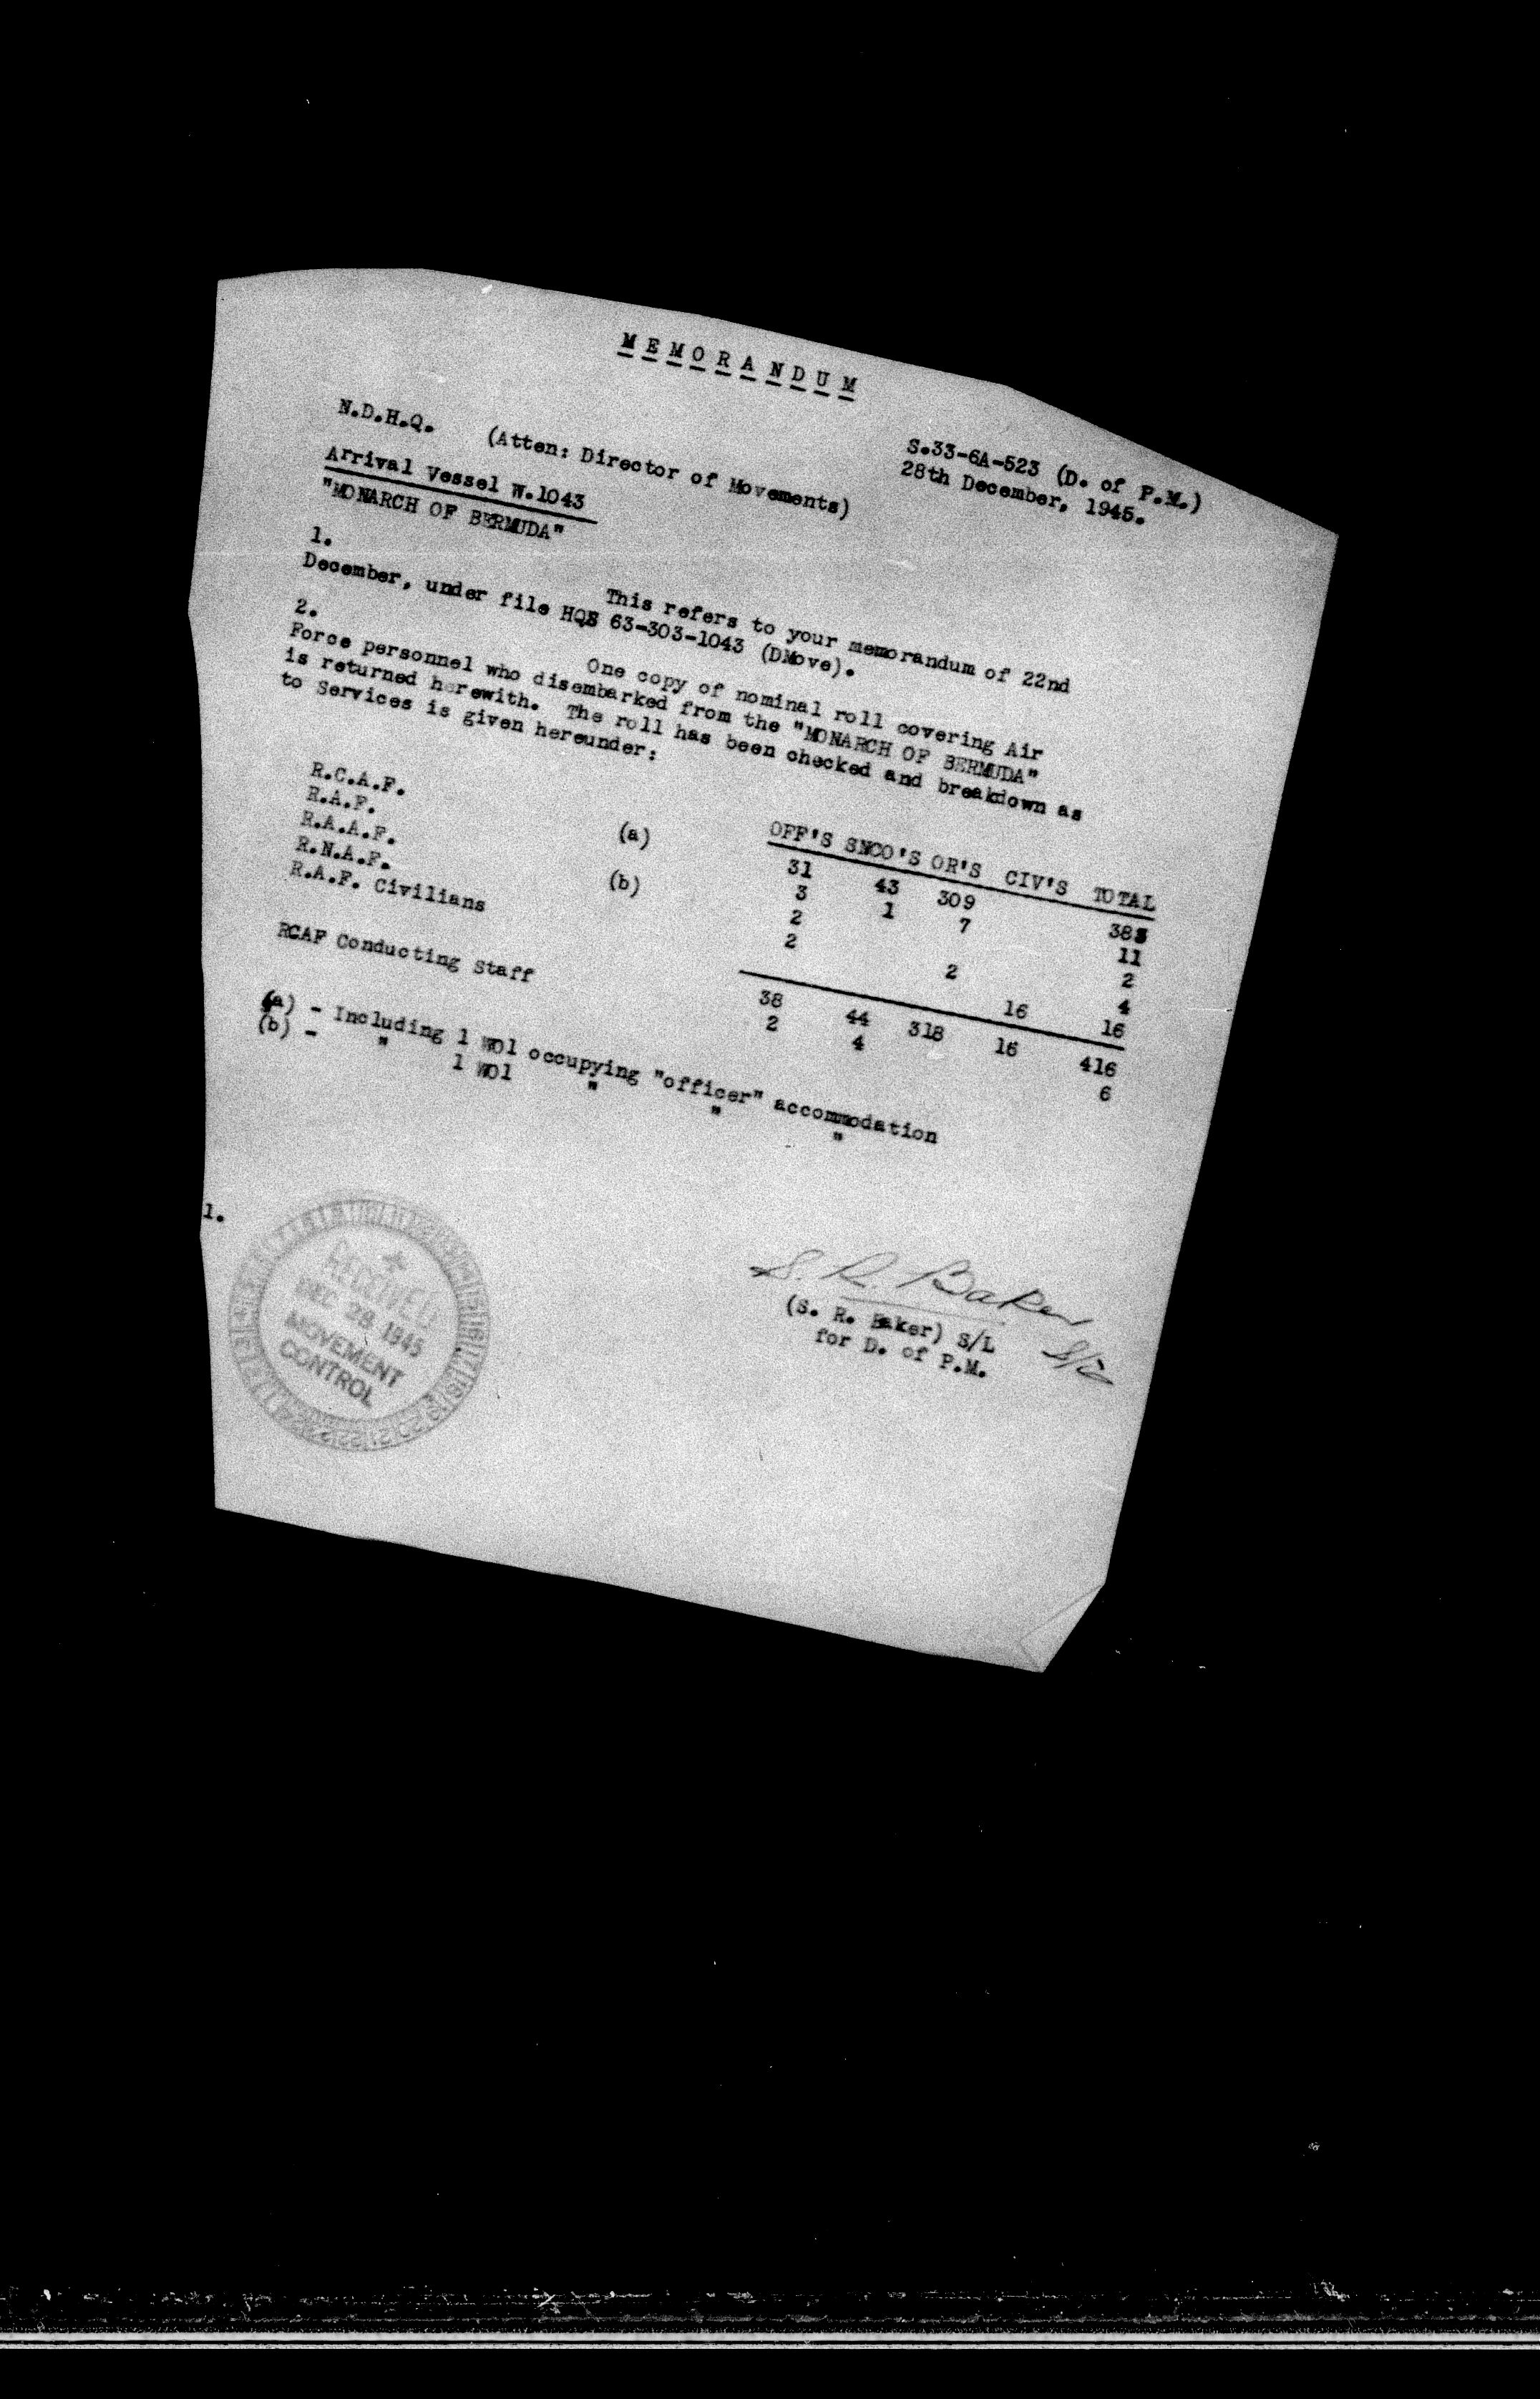 MEMORANDUM
S.33-6A-523 (D. of P.M.)
28th December, 1945.
N.D.H.Q. (Atten: Director of Movements)
Arrival Vessel W.1043
"MONARCH OF BERMUDA"
1. This refers to your memorandum of 22nd
December, under file HQS 63-303-1043 (DMove).
2. One copy of nominal roll covering Air
Force personnel who disembarked from the "MONARCH OF BERMUDA"
is returned herewith. The roll has been checked and breakdown as
to Services is given hereunder:
OFF'S SNCO'S OR'S CIV'S TOTAL
R.C.A.F. 31 43 309 383
R.A.F. (a) 3 1 7 11
R.A.A.F. 2 2
R.N.A.F. (b) 2 2 4
R.A.F. Civilians 16 16
38 44 318 16 416
RCAF Conducting Staff 2 4 6
(a) - Including 1 WO1 occupying "officer" accommodation
(b) - " 1 WO1 " " "
1.
S. R. Baker S/L
(S. R. Baker) S/L
for D. of P.M.
RECEIVED
DEC 28 1945
MOVEMENT
CONTROL